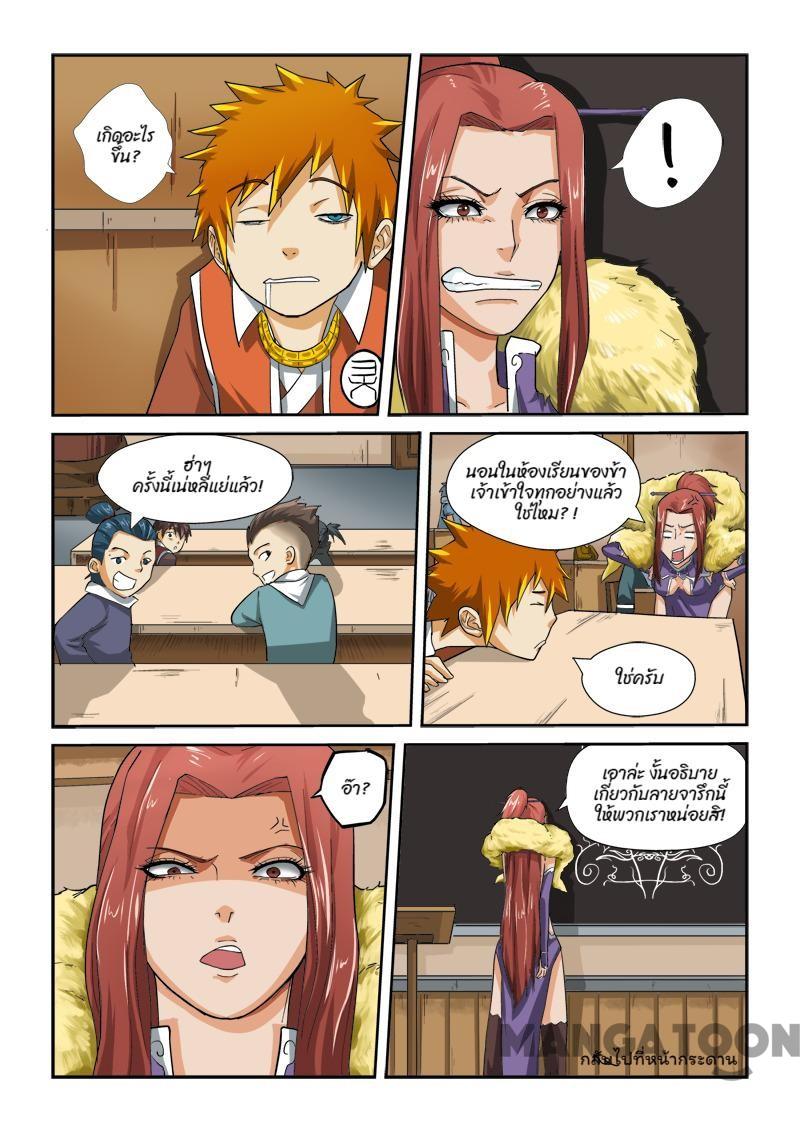 เกิดอะไร
ขึ้น?
!
ฮ่าๆ
ครั้งนี้เน่หลีแย่แล้ว!
นอนในห้องเรียนของข้า
เจ้าเข้าใจทุกอย่างแล้ว
ใช่ไหม?!
ใช่ครับ
อ๊า?
เอาล่ะ งั้นอธิบาย
เกี่ยวกับลายจารึกนี้
ให้พวกเราหน่อยสิ!
MANGATOON
กลับไปที่หน้ากระดาน